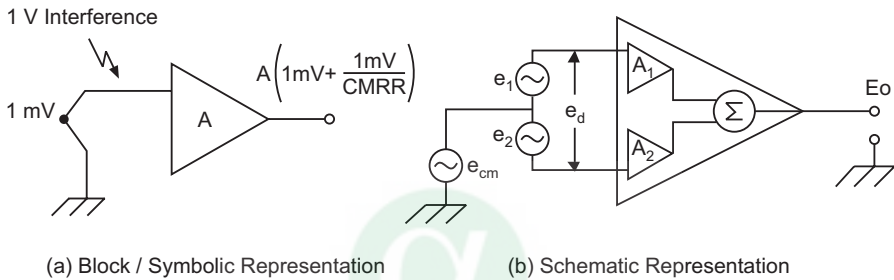 1 V Interference
1 mV
A
A(1mV+ 1mV/CMRR)
e1
e2
ed
ecm
A1
A2
Σ
Eo
(a) Block / Symbolic Representation
(b) Schematic Representation